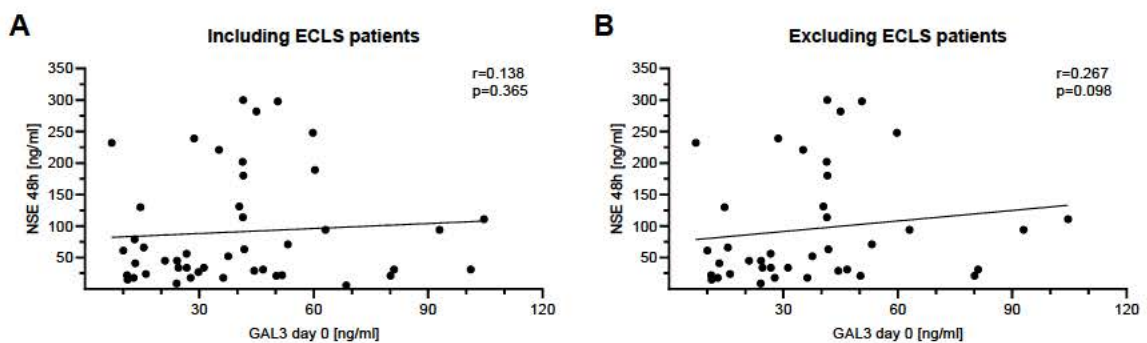 A
Including ECLS patients
r=0.138
p=0.365
350
300
250
200
150
100
50
NSE 48h [ng/ml]
30
60
90
120
GAL3 day 0 [ng/ml]
B
Excluding ECLS patients
r=0.267
p=0.098
350
300
250
200
150
100
50
NSE 48h [ng/ml]
30
60
90
120
GAL3 day 0 [ng/ml]